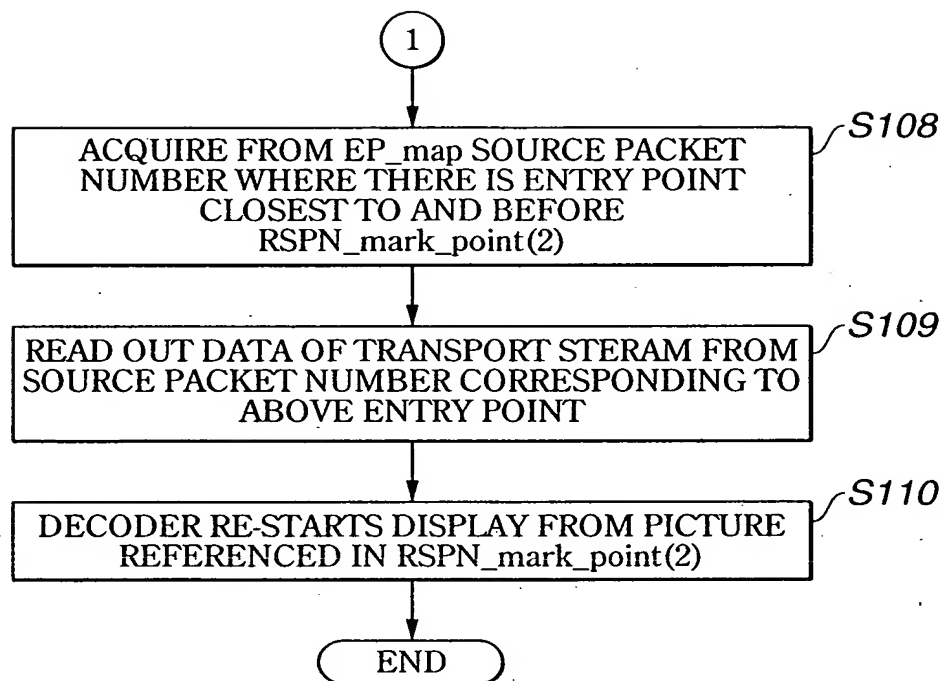 1
S108
ACQUIRE FROM EP_map SOURCE PACKET
NUMBER WHERE THERE IS ENTRY POINT
CLOSEST TO AND BEFORE
RSPN_mark_point(2)
S109
READ OUT DATA OF TRANSPORT STERAM FROM
SOURCE PACKET NUMBER CORRESPONDING TO
ABOVE ENTRY POINT
S110
DECODER RE-STARTS DISPLAY FROM PICTURE
REFERENCED IN RSPN_mark_point(2)
END